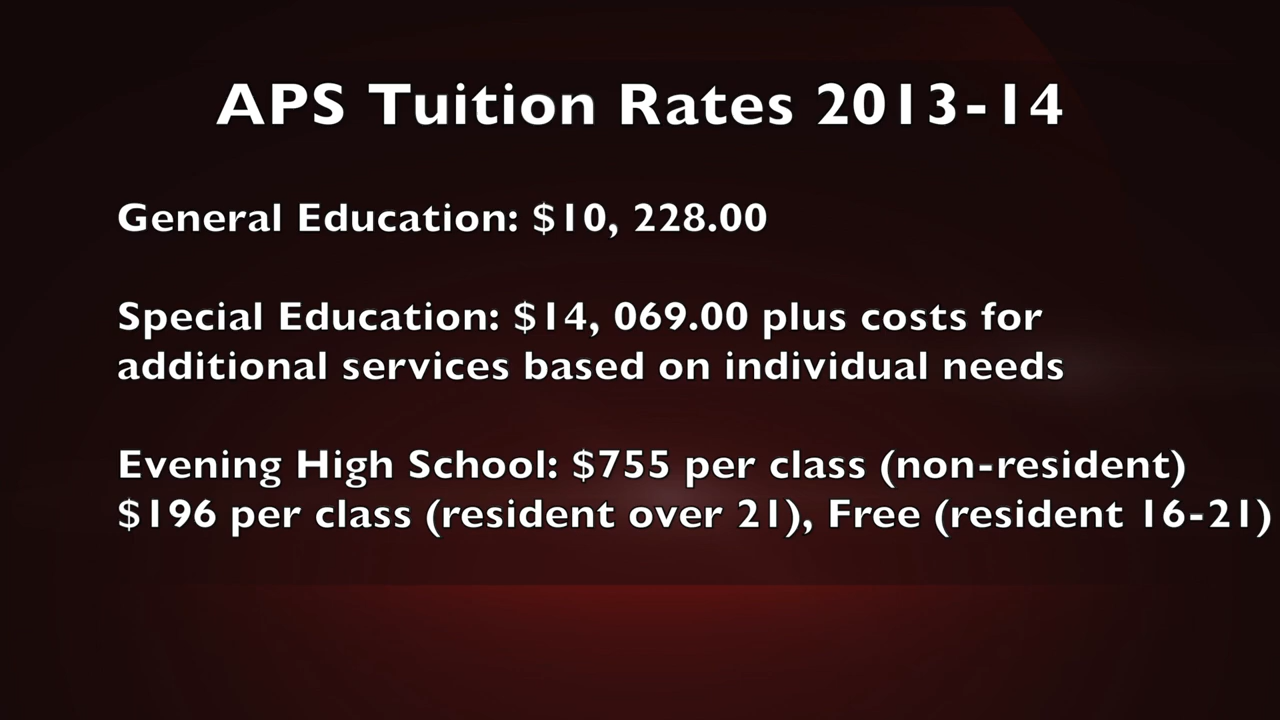 APS Tuition Rates 2013-14
General Education: $10, 228.00
Special Education: $14, 069.00 plus costs for
additional services based on individual needs
Evening High School: $755 per class (non-resident)
$196 per class (resident over 21), Free (resident 16-21)